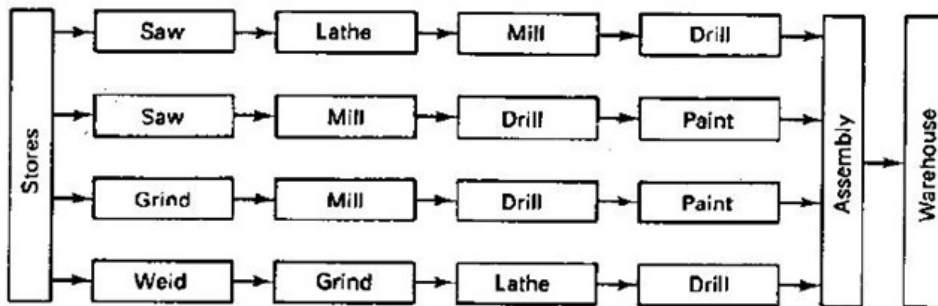 Stores
Saw Lathe Mill Drill
Saw Mill Drill Paint
Grind Mill Drill Paint
Weid Grind Lathe Drill
Assembly
Warehouse